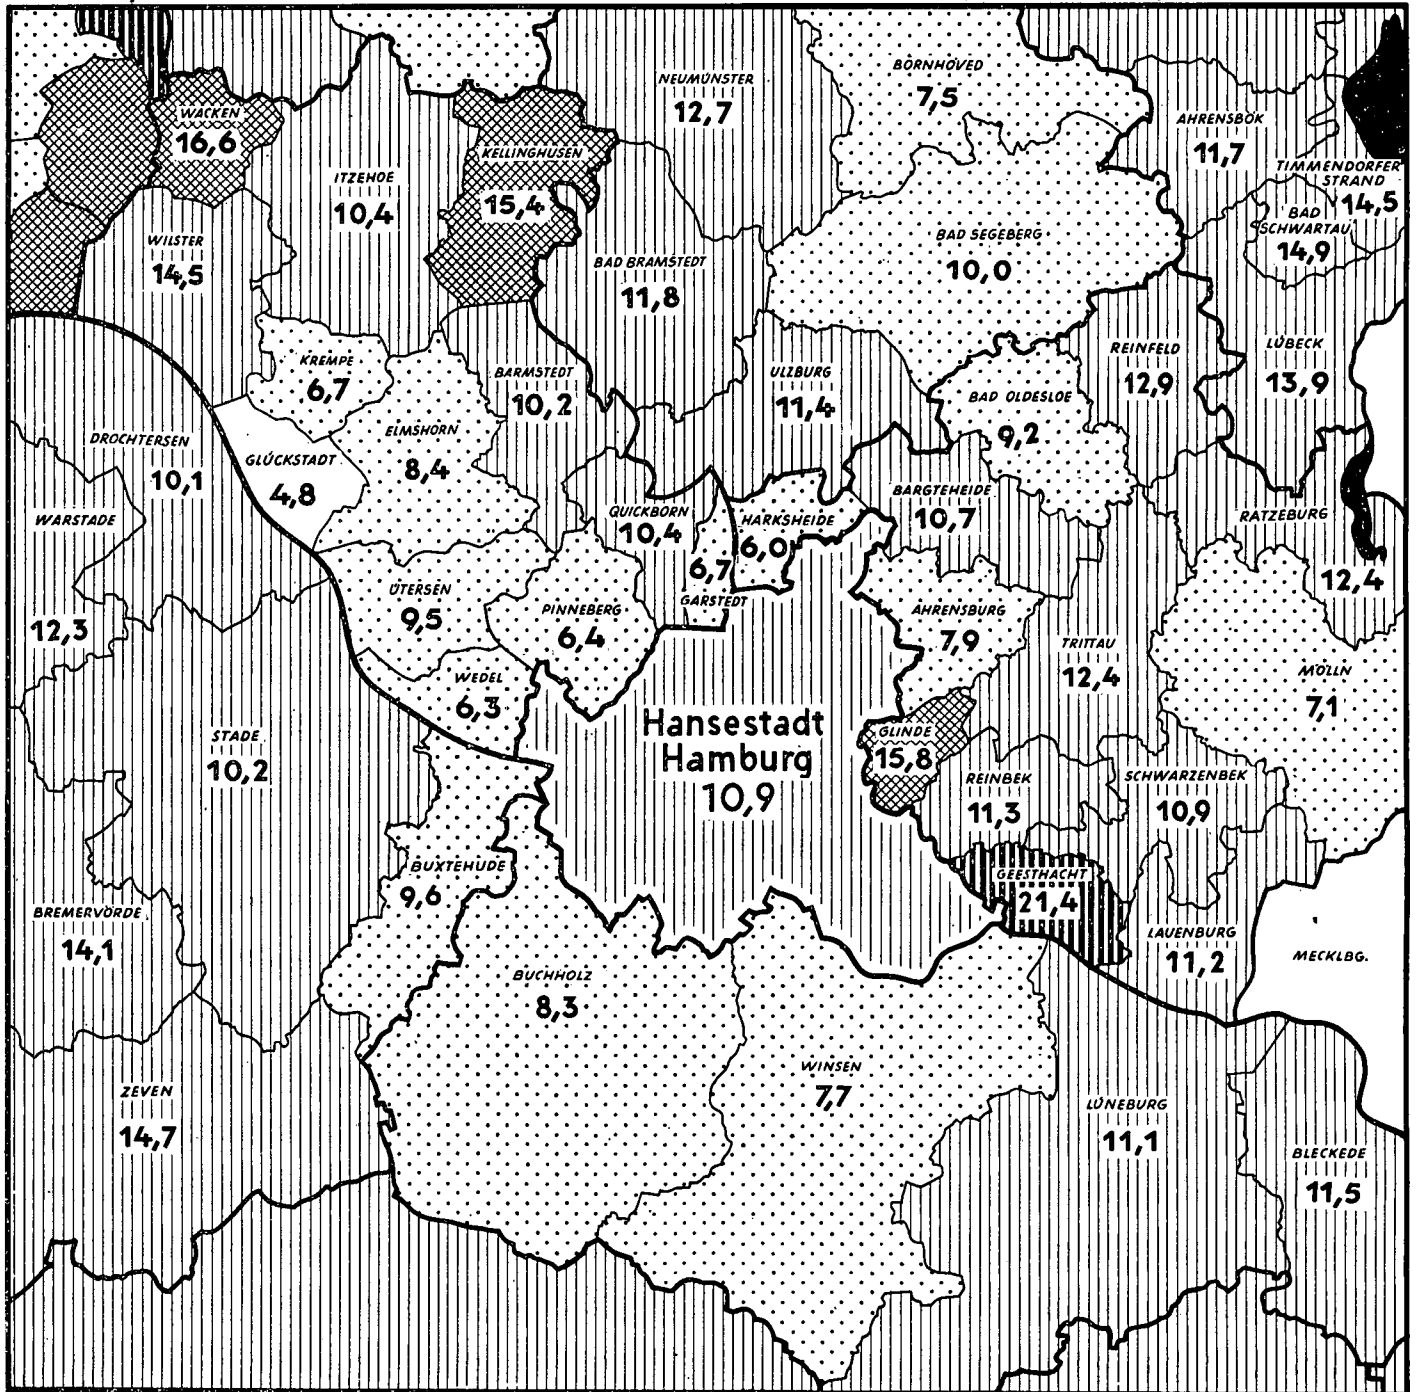 BORNHÖVED
7,5
NEUMÜNSTER
12,7
WACKEN
16,6
AHRENSBÖK
11,7
KELLINGHUSEN
15,4
ITZEHOE
10,4
TIMMENDORFER
STRAND
14,5
BAD
SCHWARTAU
14,9
WILSTER
14,5
BAD SEGEBERG
10,0
BAD BRAMSTEDT
11,8
KREMPE
6,7
BARMSTEDT
10,2
ULZBURG
11,4
REINFELD
12,9
LÜBECK
13,9
BAD OLDESLOE
9,2
DROCHTERSEN
10,1
ELMSHORN
8,4
GLÜCKSTADT
4,8
WARSTADE
12,3
QUICKBORN
10,4
HARKSHEIDE
6,0
BARGTEHEIDE
10,7
RATZEBURG
12,4
6,7
GARSTEDT
ÜTERSEN
9,5
PINNEBERG
6,4
AHRENSBURG
7,9
TRITTAU
12,4
MÖLLN
7,1
WEDEL
6,3
Hansestadt
Hamburg
10,9
GLINDE
15,8
STADE
10,2
REINBEK
11,3
SCHWARZENBEK
10,9
BUXTEHUDE
9,6
GEESTHACHT
21,4
BREMERVÖRDE
14,1
LAUENBURG
11,2
MECKLBG.
BUCHHOLZ
8,3
WINSEN
7,7
ZEVEN
14,7
LÜNEBURG
11,1
BLECKEDE
11,5